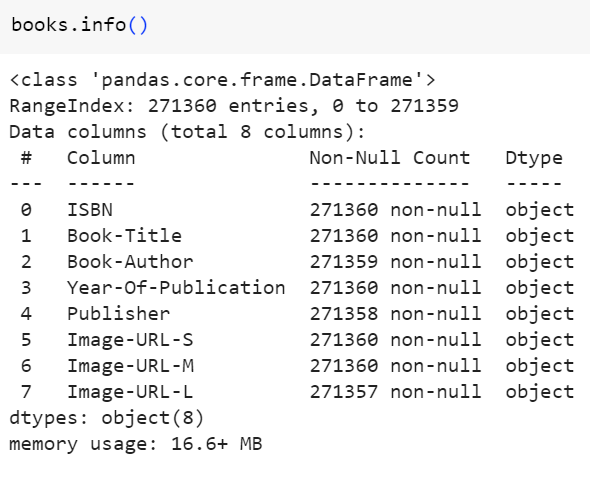 books.info()
<class 'pandas.core.frame.DataFrame'>
RangeIndex: 271360 entries, 0 to 271359
Data columns (total 8 columns):
 #   Column               Non-Null Count   Dtype
---  ------               --------------   -----
 0   ISBN                 271360 non-null  object
 1   Book-Title           271360 non-null  object
 2   Book-Author          271359 non-null  object
 3   Year-Of-Publication  271360 non-null  object
 4   Publisher            271358 non-null  object
 5   Image-URL-S          271360 non-null  object
 6   Image-URL-M          271360 non-null  object
 7   Image-URL-L          271357 non-null  object
dtypes: object(8)
memory usage: 16.6+ MB